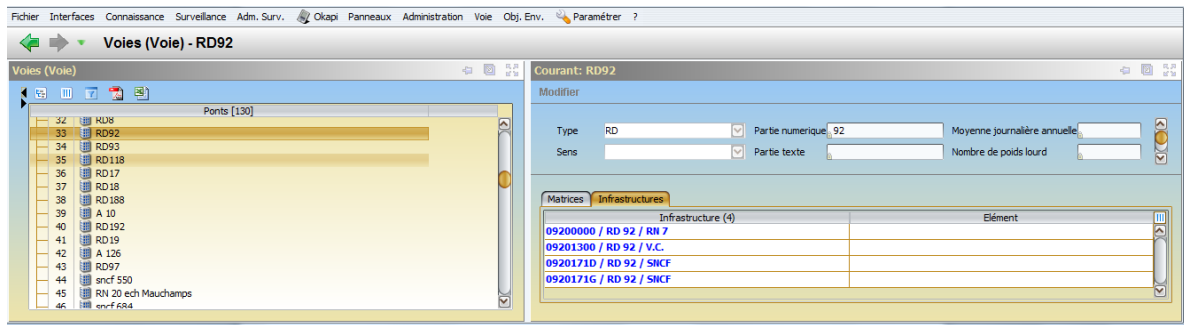 Fichier Interfaces Connaissance Surveillance Adm. Surv. Okapi Panneaux Administration Voie Obj. Env. Paramétrer ?
Voies (Voie) - RD92
Voies (Voie)
Ponts [130]
32 RD8
33 RD92
34 RD93
35 RD118
36 RD17
37 RD18
38 RD188
39 A 10
40 RD192
41 RD19
42 A 126
43 RD97
44 sncf 550
45 RN 20 ech Mauchamps
46 sncf 684
Courant: RD92
Modifier
Type RD Partie numerique 92 Moyenne journalière annuelle
Sens Partie texte Nombre de poids lourd
Matrices Infrastructures
Infrastructure (4) Elément
09200000 / RD 92 / RN 7
09201300 / RD 92 / V.C.
0920171D / RD 92 / SNCF
0920171G / RD 92 / SNCF